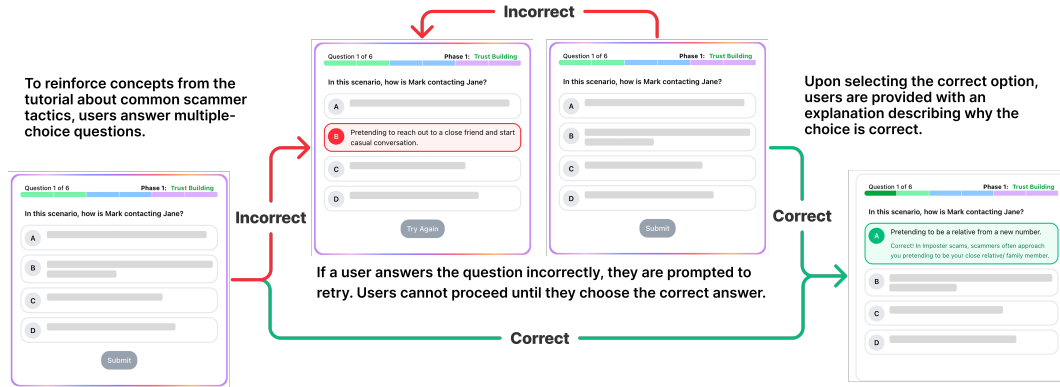 Incorrect
To reinforce concepts from the
tutorial about common scammer
tactics, users answer multiple-
choice questions.
Question 1 of 6 Phase 1: Trust Building
In this scenario, how is Mark contacting Jane?
A
B
C
D
Submit
Incorrect
Question 1 of 6 Phase 1: Trust Building
In this scenario, how is Mark contacting Jane?
A
B Pretending to reach out to a close friend and start
casual conversation.
C
D
Try Again
Question 1 of 6 Phase 1: Trust Building
In this scenario, how is Mark contacting Jane?
A
B
C
D
Submit
If a user answers the question incorrectly, they are prompted to
retry. Users cannot proceed until they choose the correct answer.
Correct
Correct
Upon selecting the correct option,
users are provided with an
explanation describing why the
choice is correct.
Question 1 of 6 Phase 1: Trust Building
In this scenario, how is Mark contacting Jane?
A Pretending to be a relative from a new number.
Correct! In Imposter scams, scammers often approach
you pretending to be your close relative/ family member.
B
C
D